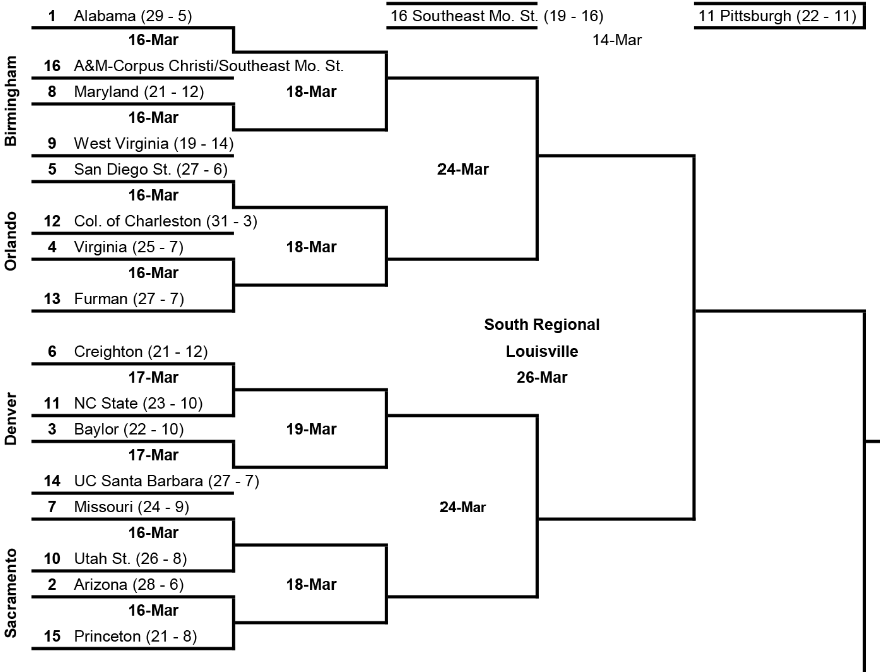 1 Alabama (29 - 5)
16 Southeast Mo. St. (19 - 16)
11 Pittsburgh (22 - 11)
16-Mar
14-Mar
16 A&M-Corpus Christi/Southeast Mo. St.
8 Maryland (21 - 12)
18-Mar
Birmingham
16-Mar
9 West Virginia (19 - 14)
5 San Diego St. (27 - 6)
24-Mar
16-Mar
12 Col. of Charleston (31 - 3)
Orlando
4 Virginia (25 - 7)
18-Mar
16-Mar
13 Furman (27 - 7)
South Regional
Louisville
26-Mar
6 Creighton (21 - 12)
17-Mar
11 NC State (23 - 10)
Denver
3 Baylor (22 - 10)
19-Mar
17-Mar
14 UC Santa Barbara (27 - 7)
7 Missouri (24 - 9)
24-Mar
16-Mar
10 Utah St. (26 - 8)
Sacramento
2 Arizona (28 - 6)
18-Mar
16-Mar
15 Princeton (21 - 8)